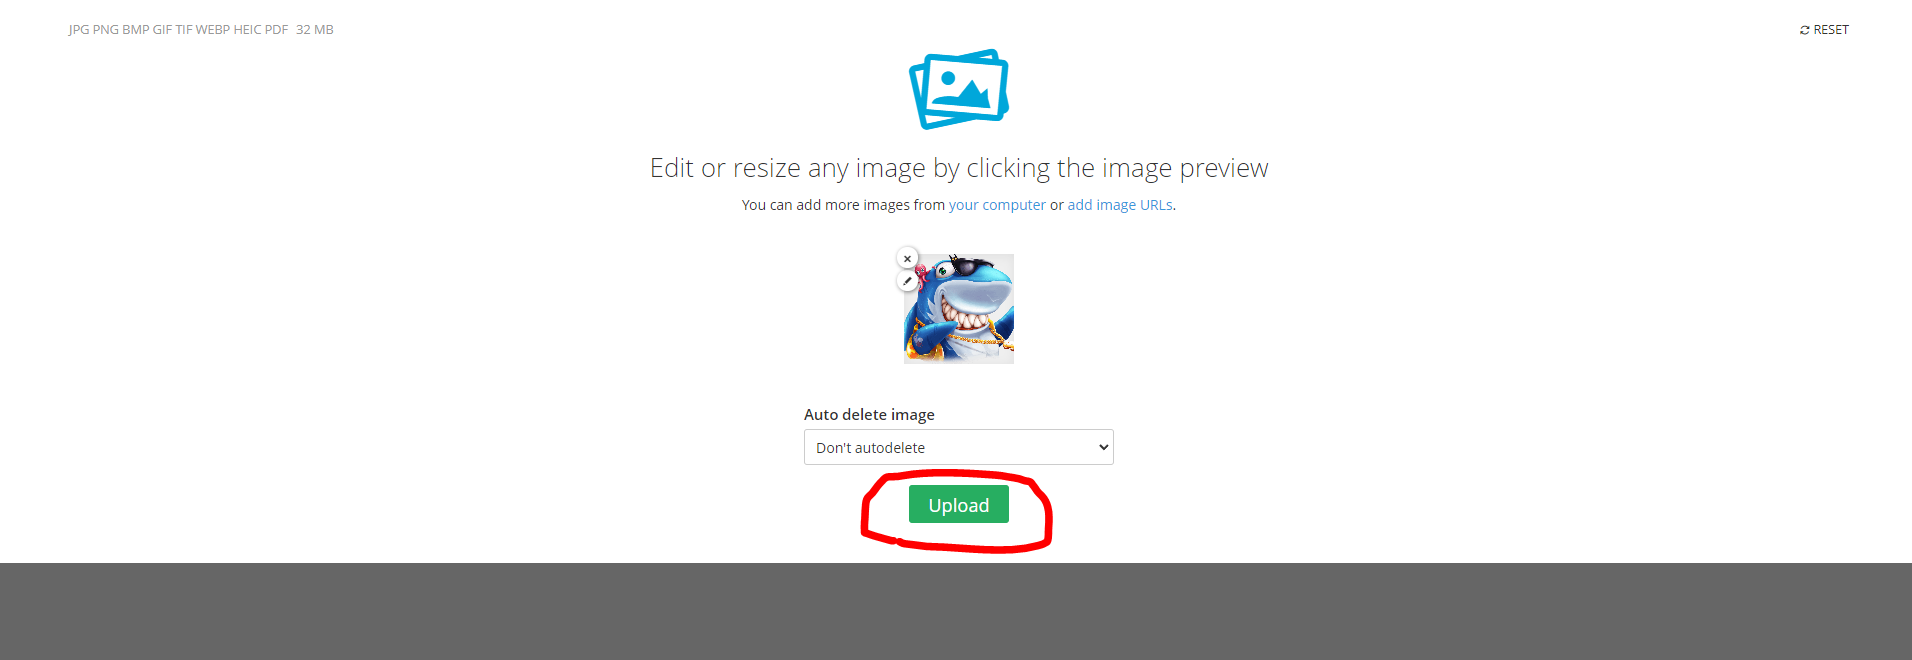 JPG PNG BMP GIF TIF WEBP HEIC PDF 32 MB
RESET
Edit or resize any image by clicking the image preview
You can add more images from your computer or add image URLs.
Auto delete image
Don't autodelete
Upload